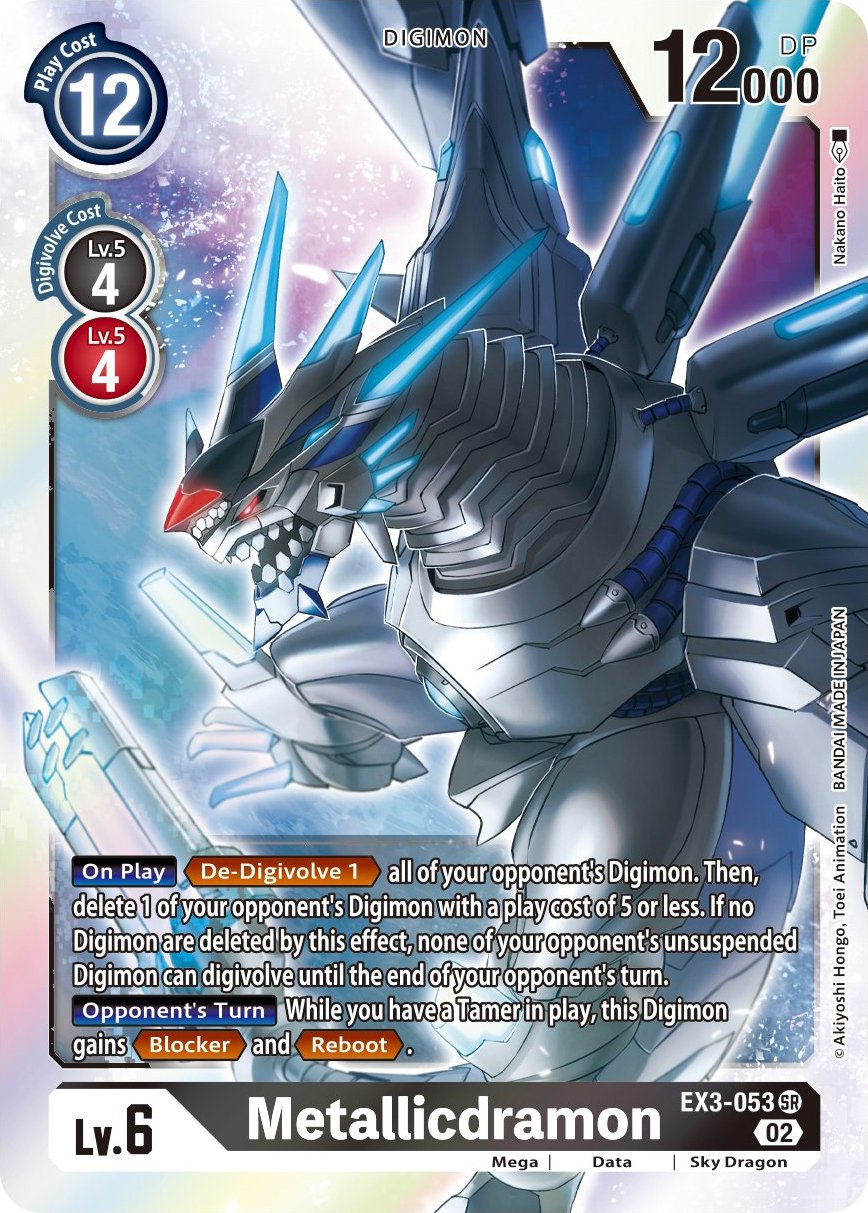 DIGIMON
Play Cost
12
12000
DP
Nakano Haito
Digivolve Cost
Lv.5
4
Lv.5
4
BANDAI MADE IN JAPAN
© Akiyoshi Hongo, Toei Animation
On Play De-Digivolve 1 all of your opponent's Digimon. Then,
delete 1 of your opponent's Digimon with a play cost of 5 or less. If no
Digimon are deleted by this effect, none of your opponent's unsuspended
Digimon can digivolve until the end of your opponent's turn.
Opponent's Turn While you have a Tamer in play, this Digimon
gains Blocker and Reboot.
Lv.6
Metallicdramon
EX3-053 SR
02
Mega | Data | Sky Dragon